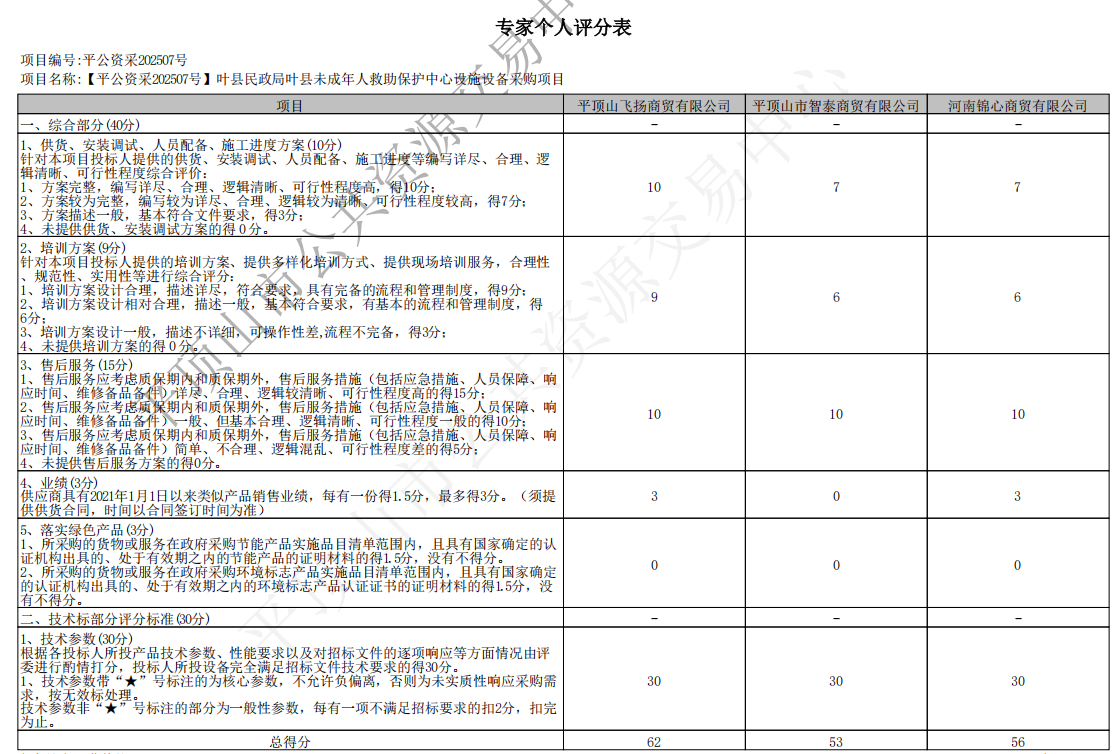 专家个人评分表
项目编号:平公资采202507号
项目名称:【平公资采202507号】叶县民政局叶县未成年人救助保护中心设施设备采购项目
项目 平顶山飞扬商贸有限公司 平顶山市智泰商贸有限公司 河南锦心商贸有限公司
一、综合部分(40分) - - -
1、供货、安装调试、人员配备、施工进度方案(10分)
针对本项目投标人提供的供货、安装调试、人员配备、施工进度等编写详尽、合理、逻
辑清晰、可行性程度综合评价:
1、方案完整,编写详尽、合理、逻辑清晰、可行性程度高,得10分;
2、方案较为完整,编写较为详尽、合理、逻辑较为清晰、可行性程度较高,得7分;
3、方案描述一般,基本符合文件要求,得3分;
4、未提供供货、安装调试方案的得０分。
10 7 7
2、培训方案(9分)
针对本项目投标人提供的培训方案、提供多样化培训方式、提供现场培训服务,合理性
、规范性、实用性等进行综合评分:
1、培训方案设计合理,描述详尽,符合要求,具有完备的流程和管理制度,得9分;
2、培训方案设计相对合理,描述一般,基本符合要求,有基本的流程和管理制度,得
6分;
3、培训方案设计一般,描述不详细,可操作性差,流程不完备,得3分;
4、未提供培训方案的得０分。
9 6 6
3、售后服务(15分)
1、售后服务应考虑质保期内和质保期外,售后服务措施（包括应急措施、人员保障、响
应时间、维修备品备件）详尽、合理、逻辑较清晰、可行性程度高的得15分;
2、售后服务应考虑质保期内和质保期外,售后服务措施（包括应急措施、人员保障、响
应时间、维修备品备件）一般、但基本合理、逻辑清晰、可行性程度一般的得10分;
3、售后服务应考虑质保期内和质保期外,售后服务措施（包括应急措施、人员保障、响
应时间、维修备品备件）简单、不合理、逻辑混乱、可行性程度差的得5分;
4、未提供售后服务方案的得0分。
10 10 10
4、业绩(3分)
供应商具有2021年1月1日以来类似产品销售业绩,每有一份得1.5分,最多得3分。（须提
供供货合同,时间以合同签订时间为准）
3 0 3
5、落实绿色产品(3分)
1、所采购的货物或服务在政府采购节能产品实施品目清单范围内,且具有国家确定的认
证机构出具的、处于有效期之内的节能产品的证明材料的得1.5分,没有不得分。
2、所采购的货物或服务在政府采购环境标志产品实施品目清单范围内,且具有国家确定
的认证机构出具的、处于有效期之内的环境标志产品认证证书的证明材料的得1.5分,没
有不得分。
0 0 0
二、技术标部分评分标准(30分) - - -
1、技术参数(30分)
根据各投标人所投产品技术参数、性能要求以及对招标文件的逐项响应等方面情况由评
委进行酌情打分,投标人所投设备完全满足招标文件技术要求的得30分。
1、技术参数带“★”号标注的为核心参数,不允许负偏离,否则为未实质性响应采购需
求,按无效标处理。
技术参数非“★”号标注的部分为一般性参数,每有一项不满足招标要求的扣2分,扣完
为止。
30 30 30
总得分 62 53 56
平顶山市公共资源交易中
平顶山市公共资源交易中心